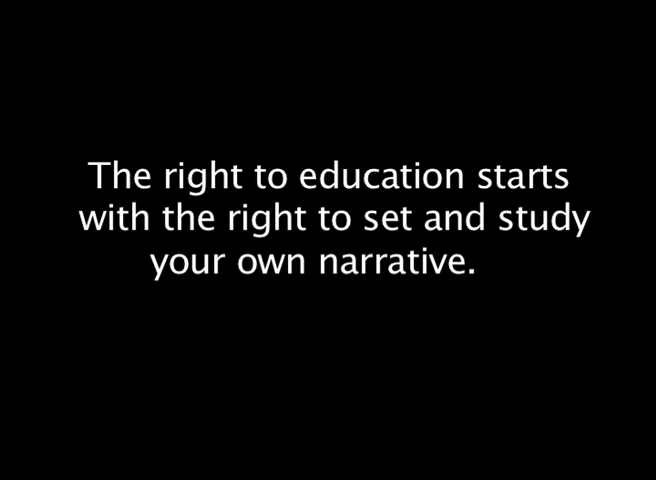 The right to education starts
with the right to set and study
your own narrative.